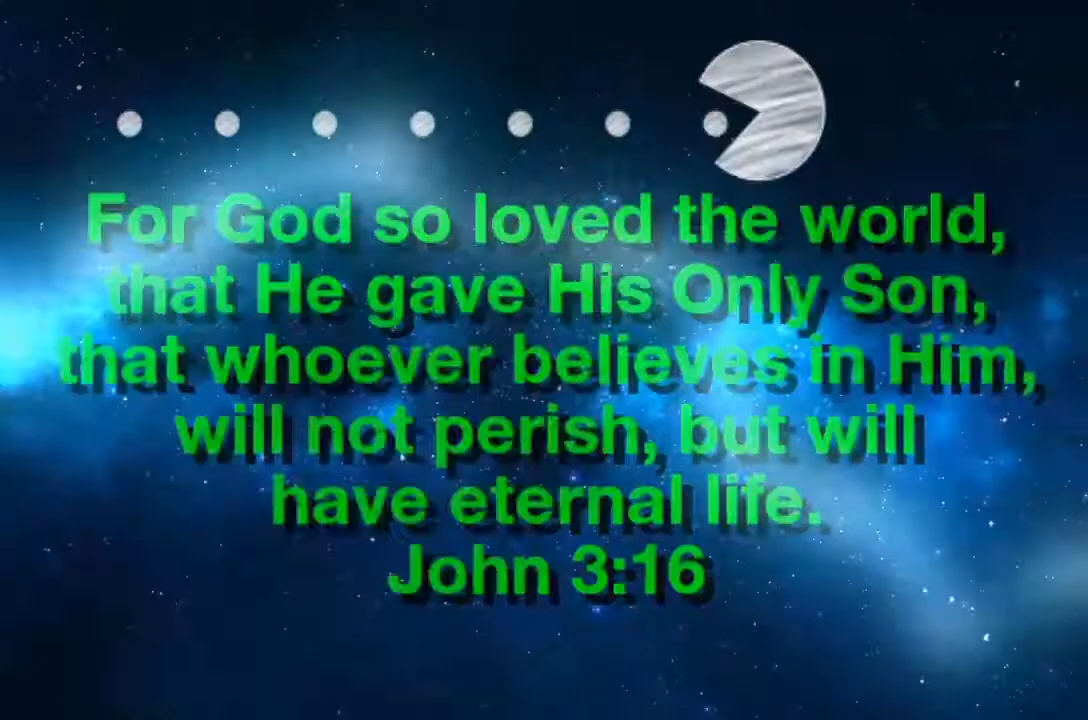 For God so loved the world,
that He gave His Only Son,
that whoever believes in Him,
will not perish, but will
have eternal life.
John 3:16